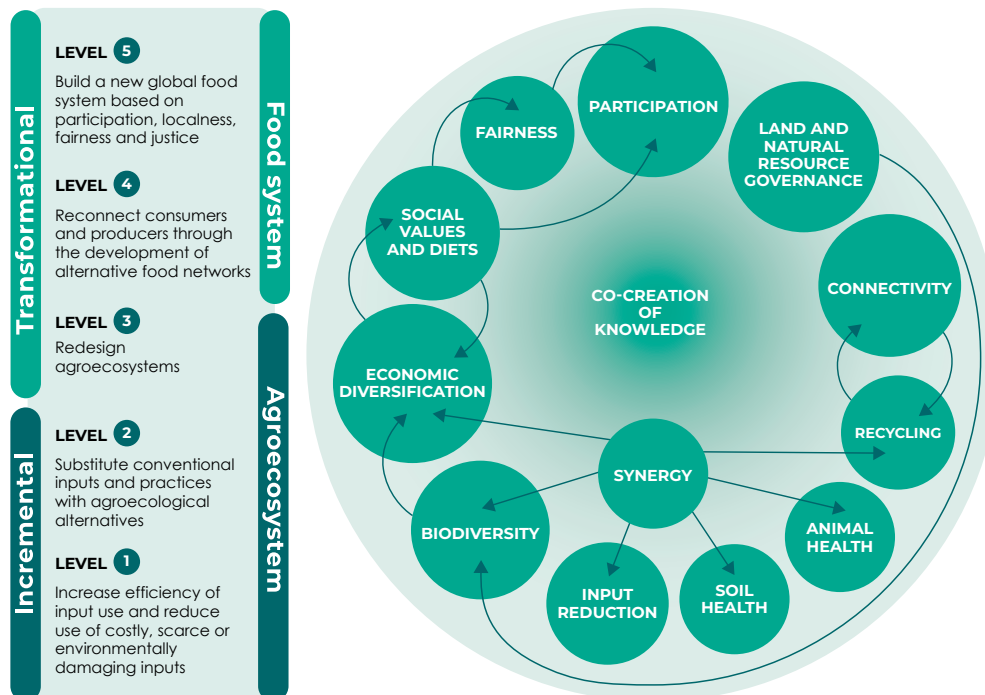 Transformational
Incremental
LEVEL 5
Build a new global food
system based on
participation, localness,
fairness and justice
LEVEL 4
Reconnect consumers
and producers through
the development of
alternative food networks
LEVEL 3
Redesign
agroecosystems
LEVEL 2
Substitute conventional
inputs and practices
with agroecological
alternatives
LEVEL 1
Increase efficiency of
input use and reduce
use of costly, scarce or
environmentally
damaging inputs
Food system
Agroecosystem
PARTICIPATION
FAIRNESS
LAND AND
NATURAL
RESOURCE
GOVERNANCE
SOCIAL
VALUES
AND DIETS
CONNECTIVITY
CO-CREATION
OF
KNOWLEDGE
ECONOMIC
DIVERSIFICATION
RECYCLING
SYNERGY
BIODIVERSITY
ANIMAL
HEALTH
INPUT
REDUCTION
SOIL
HEALTH